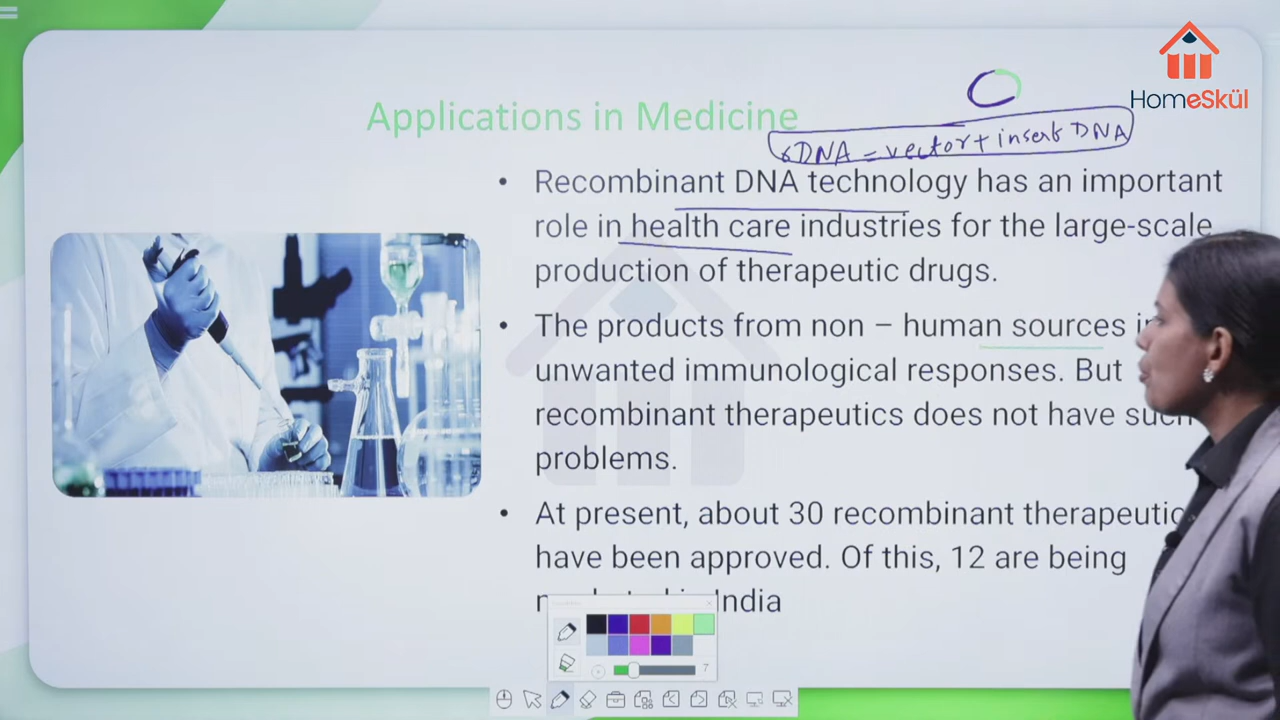 HomeSkül
Applications in Medicine
rDNA = vector + insert DNA
• Recombinant DNA technology has an important
role in health care industries for the large-scale
production of therapeutic drugs.
• The products from non – human sources
unwanted immunological responses. But
recombinant therapeutics does not have such
problems.
• At present, about 30 recombinant therapeutic
have been approved. Of this, 12 are being
India
7